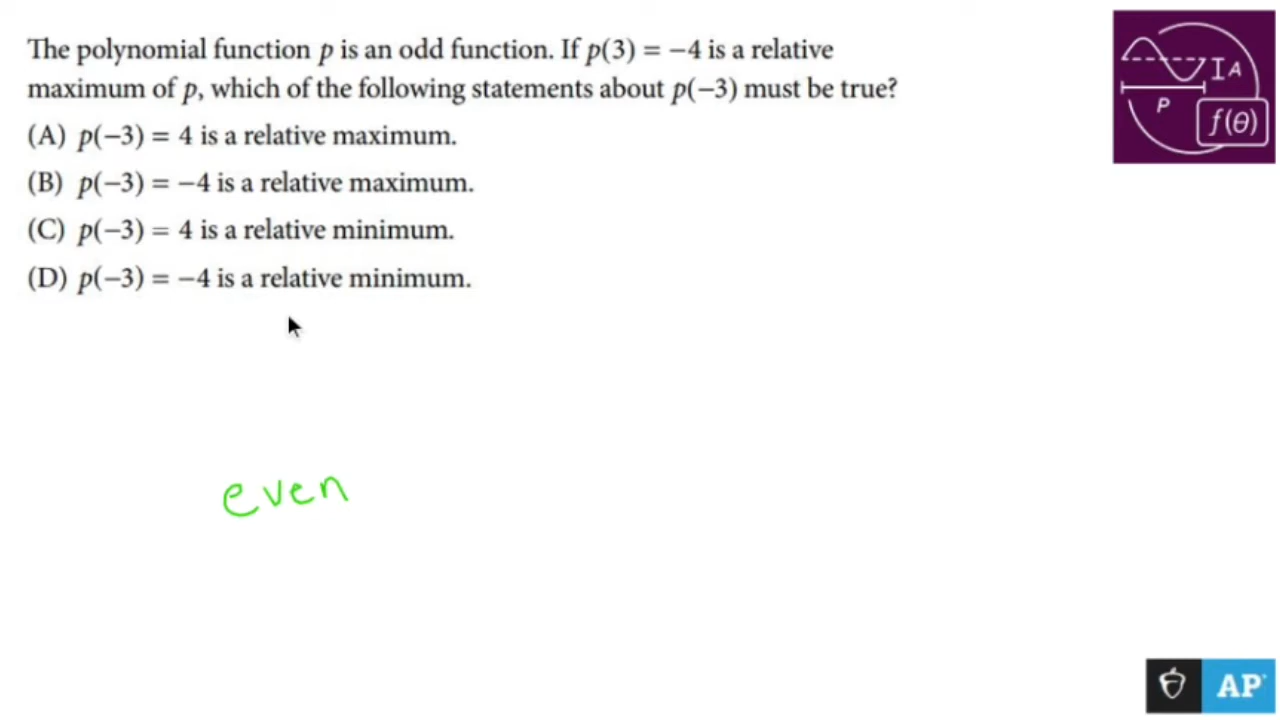 The polynomial function p is an odd function. If p(3) = −4 is a relative
maximum of p, which of the following statements about p(−3) must be true?
(A) p(−3) = 4 is a relative maximum.
(B) p(−3) = −4 is a relative maximum.
(C) p(−3) = 4 is a relative minimum.
(D) p(−3) = −4 is a relative minimum.
even
A
P
f(θ)
AP